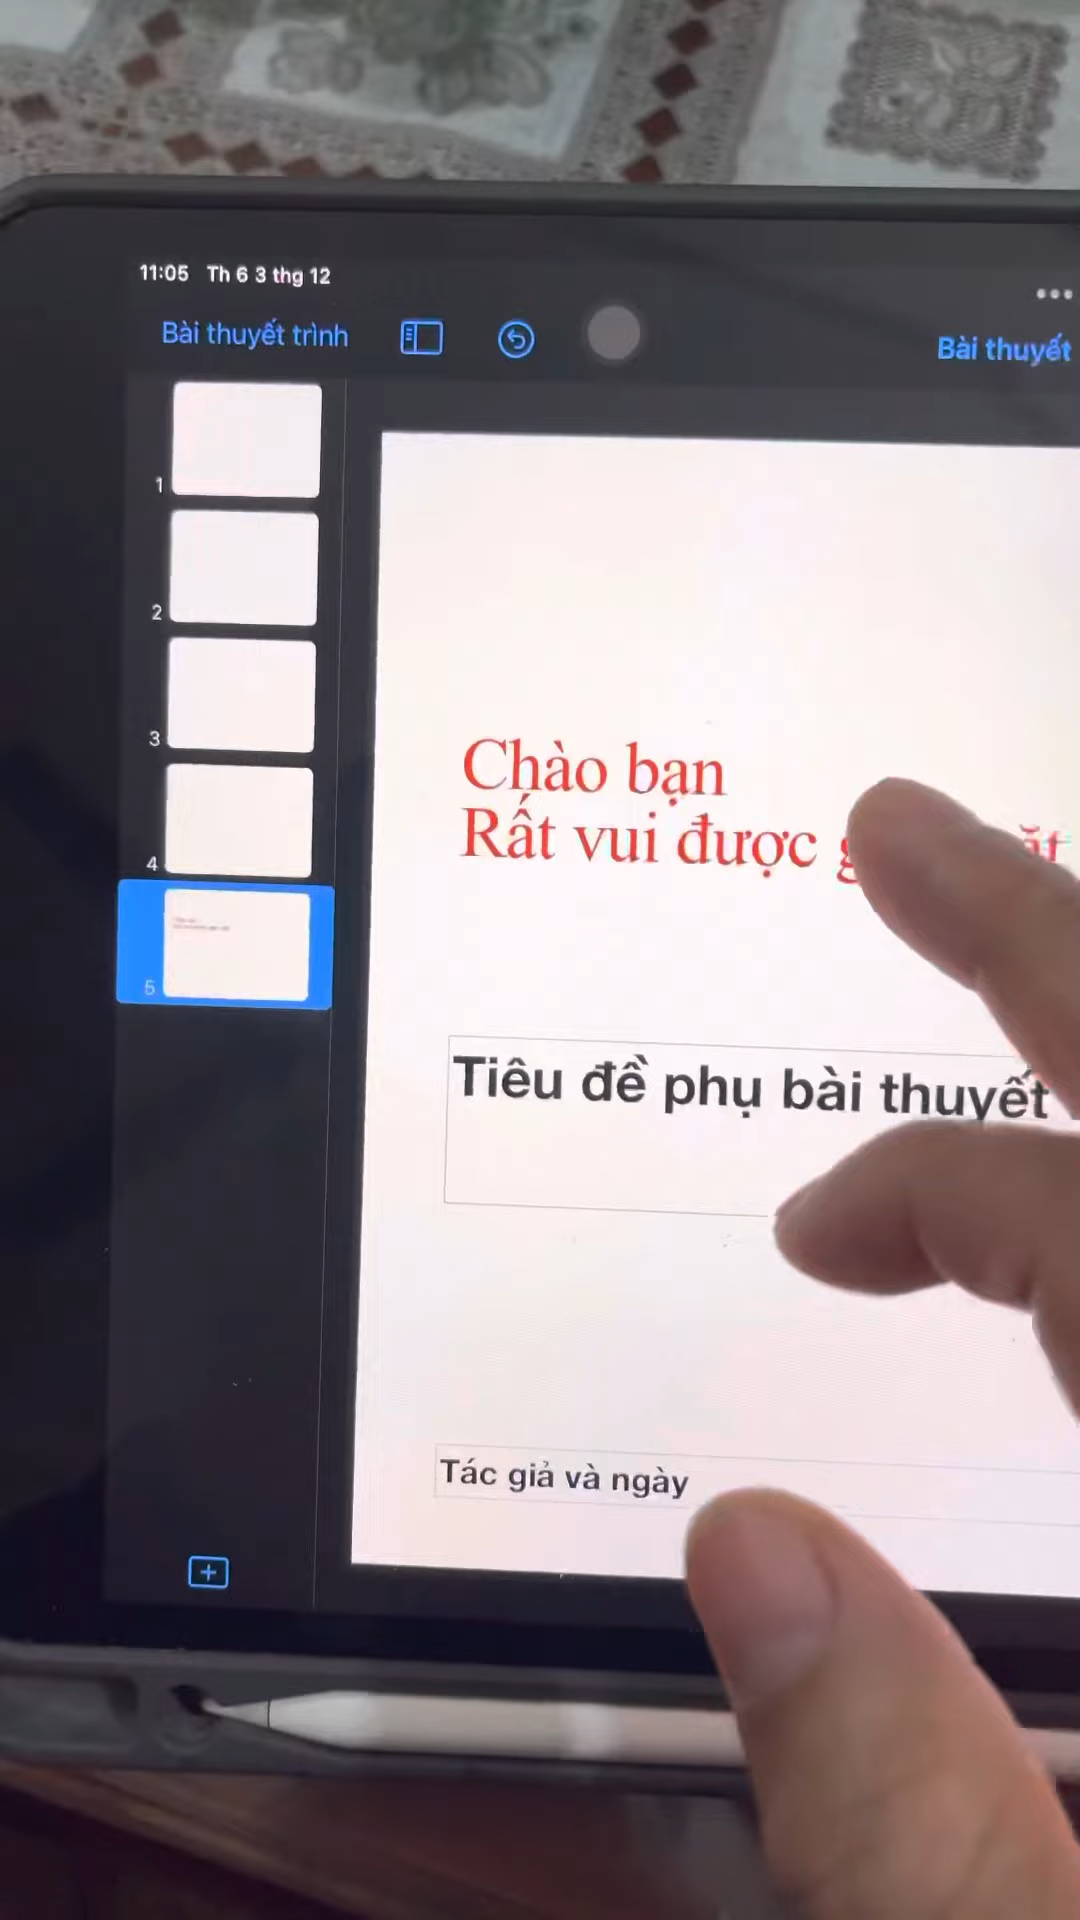 11:05 Th 6 3 thg 12
Bài thuyết trình
Bài thuyết
1
2
3
4
5
Chào bạn
Rất vui được
Tiêu đề phụ bài thuyết
Tác giả và ngày